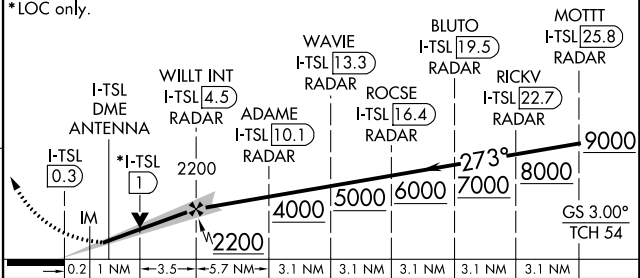 *LOC only.
MOTTT
I-TSL 25.8
RADAR
BLUTO
I-TSL 19.5
RADAR
WAVIE
I-TSL 13.3
RADAR
RICKV
I-TSL 22.7
RADAR
ROCSE
I-TSL 16.4
RADAR
WILLT INT
I-TSL 4.5
RADAR
ADAME
I-TSL 10.1
RADAR
I-TSL
DME
ANTENNA
I-TSL
0.3
*I-TSL
1
2200
IM
273°
9000
8000
7000
6000
5000
4000
2200
GS 3.00°
TCH 54
0.2 1 NM 3.5 5.7 NM 3.1 NM 3.1 NM 3.1 NM 3.1 NM 3.1 NM